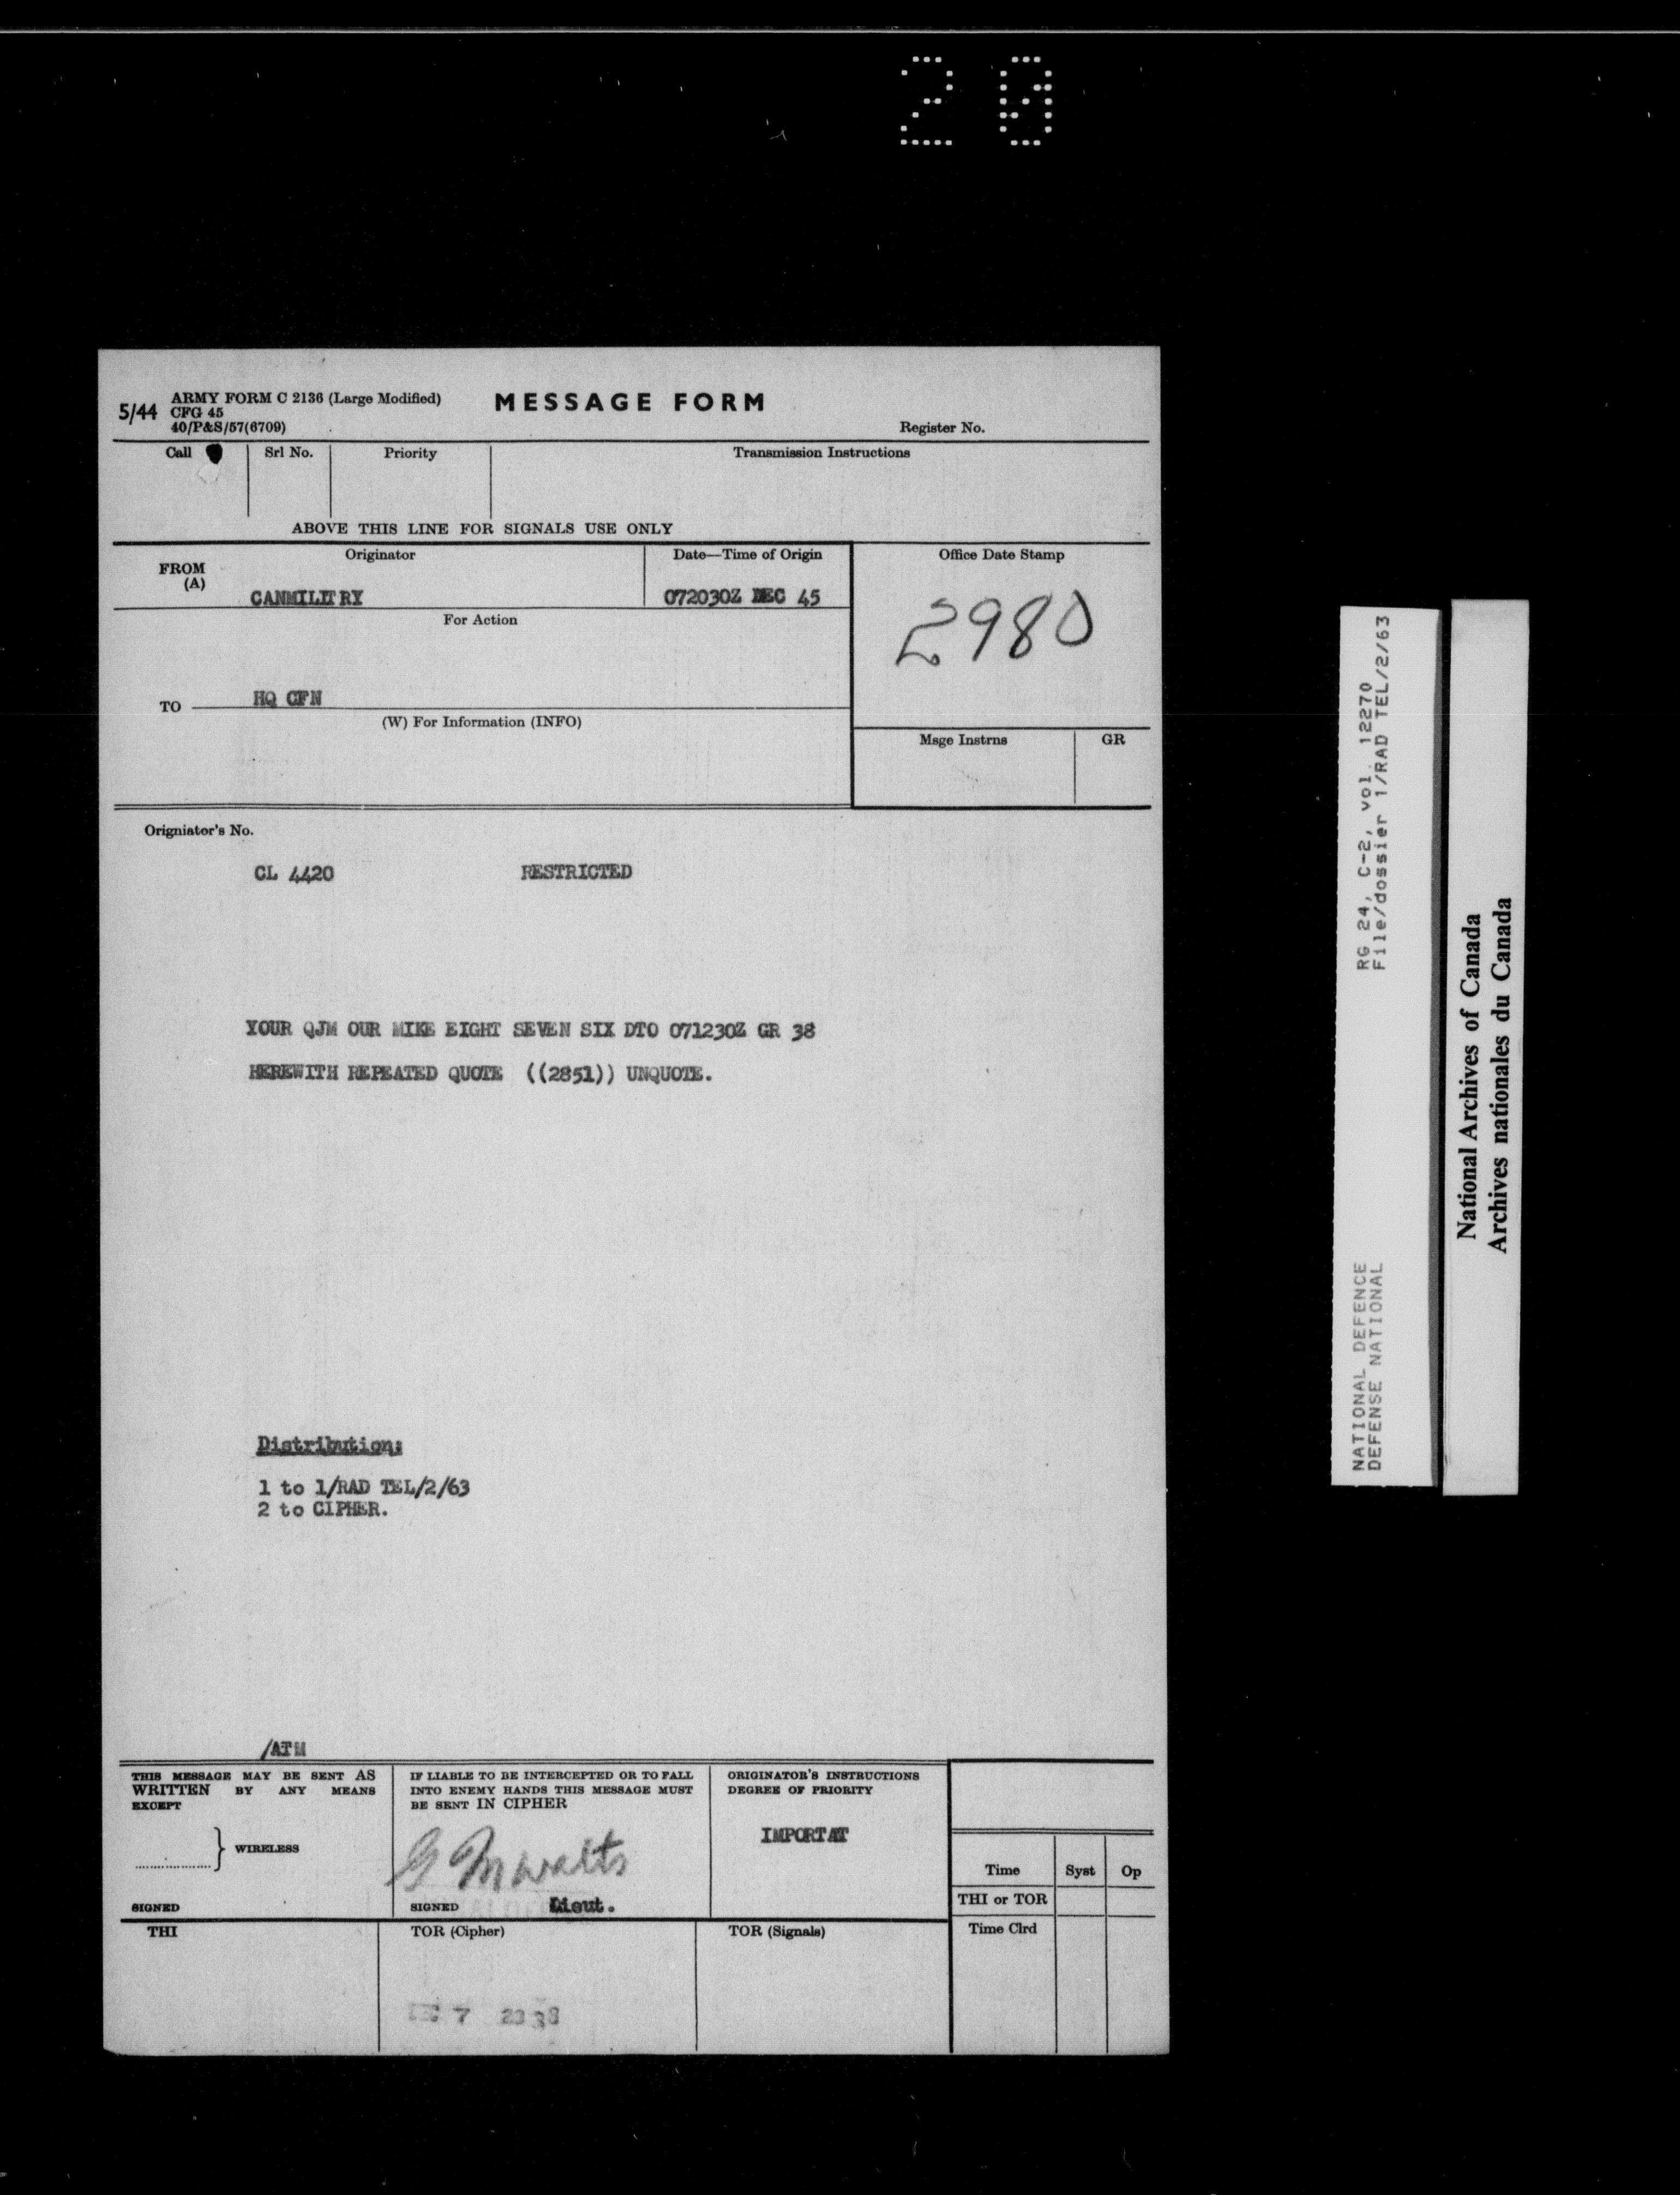 20
5/44
ARMY FORM C 2136 (Large Modified)
CFG 45
40/P&S/57(6709)
MESSAGE FORM
Register No.
Call
Srl No.
Priority
Transmission Instructions
ABOVE THIS LINE FOR SIGNALS USE ONLY
FROM
(A)
Originator
CANMILITRY
Date—Time of Origin
072030Z DEC 45
Office Date Stamp
2980
For Action
TO
HQ CFN
(W) For Information (INFO)
Msge Instrns
GR
Origniator's No.
CL 4420 RESTRICTED
YOUR QJM OUR MIKE EIGHT SEVEN SIX DTO 071230Z GR 38
HEREWITH REPEATED QUOTE ((2851)) UNQUOTE.
Distribution:
1 to 1/RAD TEL/2/63
2 to CIPHER.
/ATM
THIS MESSAGE MAY BE SENT AS
WRITTEN BY ANY MEANS
EXCEPT
WIRELESS
SIGNED
IF LIABLE TO BE INTERCEPTED OR TO FALL
INTO ENEMY HANDS THIS MESSAGE MUST
BE SENT IN CIPHER
G M Watts
SIGNED Lieut.
ORIGINATOR'S INSTRUCTIONS
DEGREE OF PRIORITY
IMPORTAT
Time
Syst
Op
THI or TOR
Time Clrd
THI
TOR (Cipher)
DEC 7 2338
TOR (Signals)
NATIONAL DEFENCE RG 24, C-2, vol. 12270
DEFENSE NATIONAL File/dossier 1/RAD TEL/2/63
National Archives of Canada
Archives nationales du Canada